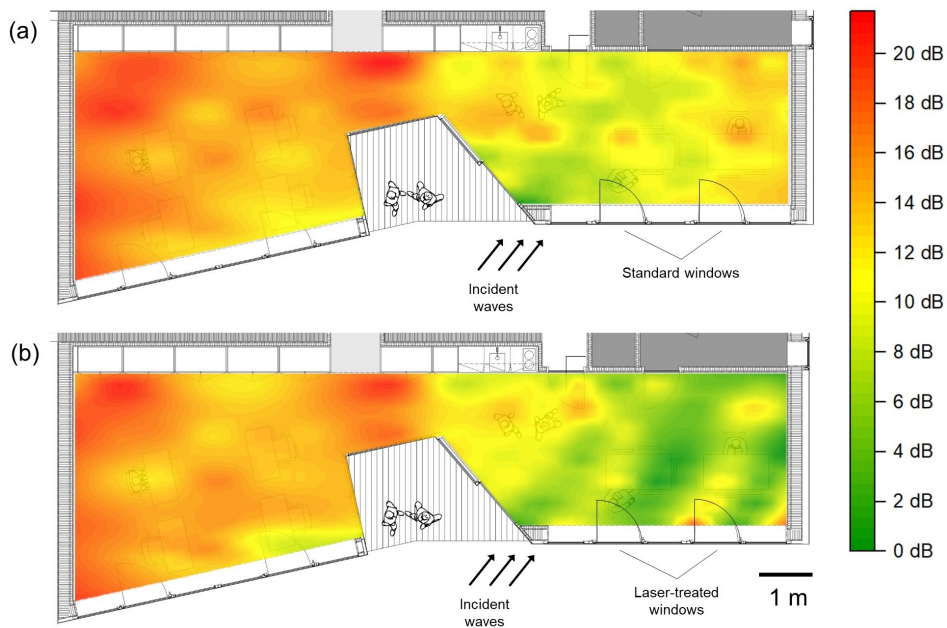 (a)
Incident
waves
Standard windows
(b)
Incident
waves
Laser-treated
windows
1 m
20 dB
18 dB
16 dB
14 dB
12 dB
10 dB
8 dB
6 dB
4 dB
2 dB
0 dB